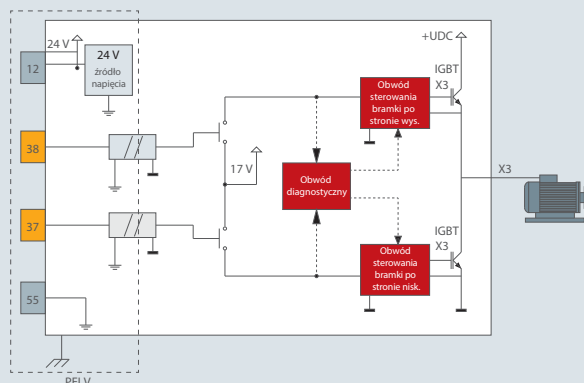 24 V
+UDC
12
24 V
źródło
napięcia
IGBT
X3
Obwód
sterowania
bramki po
stronie wys.
38
17 V
Obwód
diagnostyczny
X3
37
IGBT
X3
Obwód
sterowania
bramki po
stronie nisk.
55
PELV